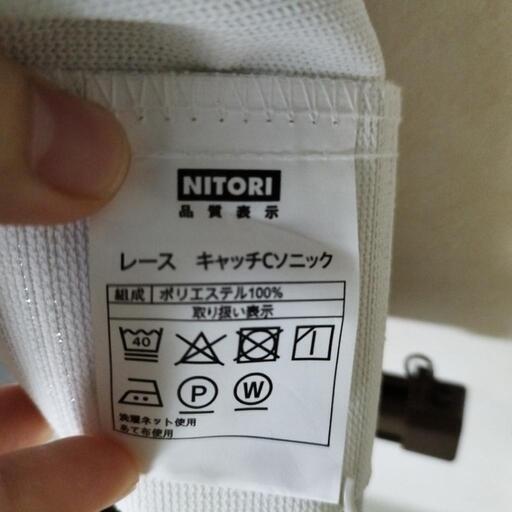 NITORI
品質表示
レース キャッチCソニック
組成 ポリエステル100%
取り扱い表示
40
P W
洗濯ネット使用
あて布使用